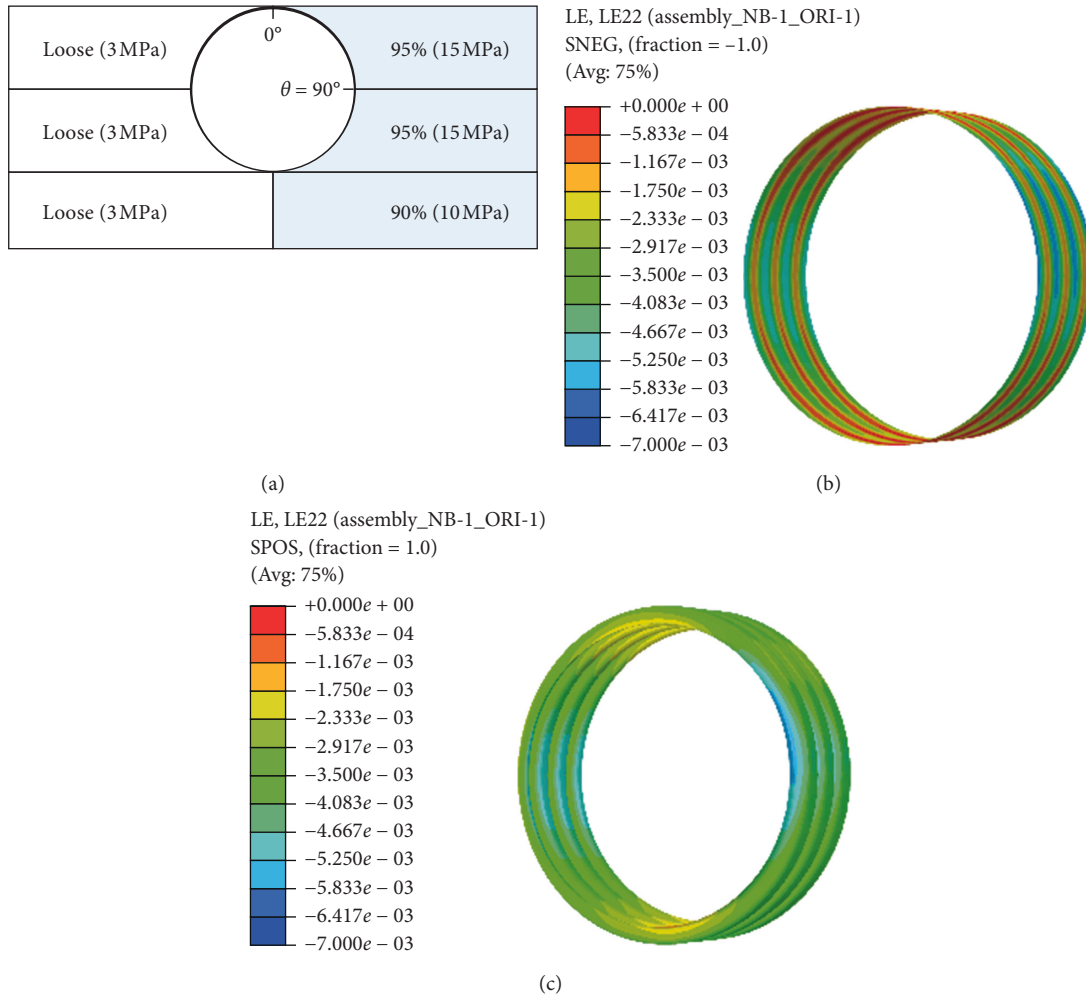 0°
Loose (3 MPa)
95% (15 MPa)
θ = 90°
Loose (3 MPa)
95% (15 MPa)
Loose (3 MPa)
90% (10 MPa)
(a)
LE, LE22 (assembly_NB-1_ORI-1)
SNEG, (fraction = –1.0)
(Avg: 75%)
+0.000e + 00
−5.833e − 04
−1.167e − 03
−1.750e − 03
−2.333e − 03
−2.917e − 03
−3.500e − 03
−4.083e − 03
−4.667e − 03
−5.250e − 03
−5.833e − 03
−6.417e − 03
−7.000e − 03
(b)
LE, LE22 (assembly_NB-1_ORI-1)
SPOS, (fraction = 1.0)
(Avg: 75%)
+0.000e + 00
−5.833e − 04
−1.167e − 03
−1.750e − 03
−2.333e − 03
−2.917e − 03
−3.500e − 03
−4.083e − 03
−4.667e − 03
−5.250e − 03
−5.833e − 03
−6.417e − 03
−7.000e − 03
(c)